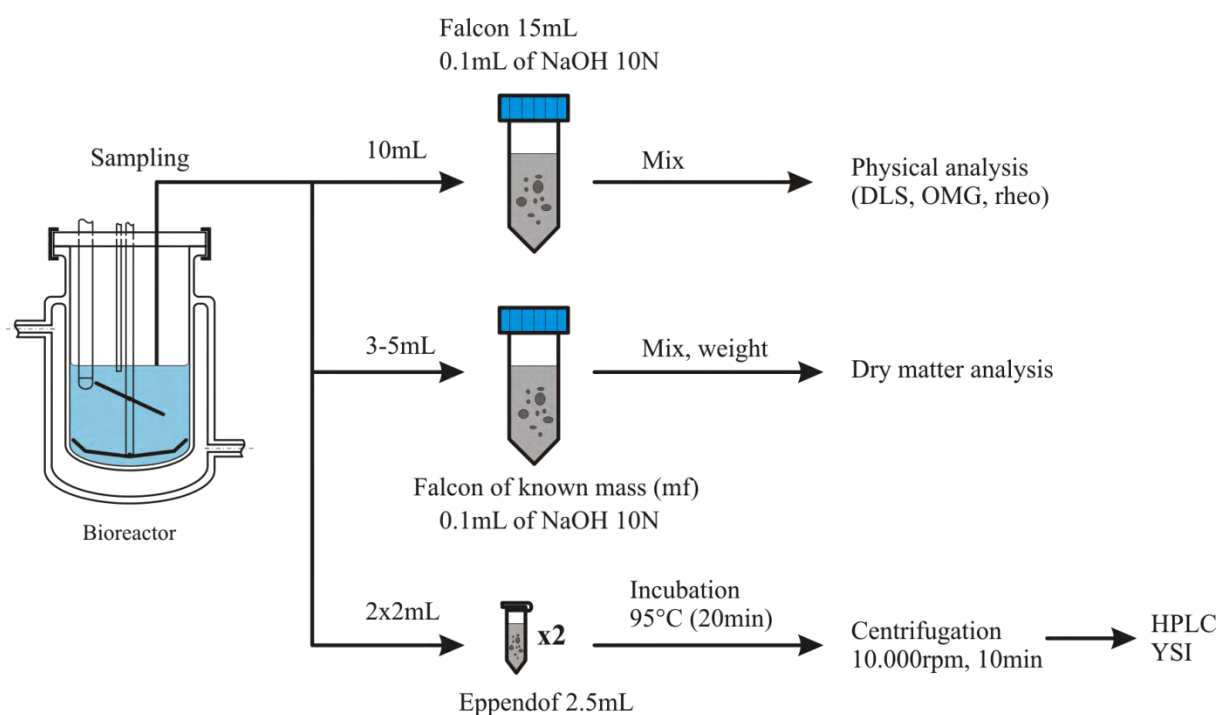 Falcon 15mL
0.1mL of NaOH 10N
Sampling
10mL
Mix
Physical analysis
(DLS, OMG, rheo)
3-5mL
Mix, weight
Dry matter analysis
Falcon of known mass (mf)
0.1mL of NaOH 10N
Bioreactor
2x2mL
x2
Incubation
95°C (20min)
Centrifugation
10.000rpm, 10min
HPLC
YSI
Eppendof 2.5mL